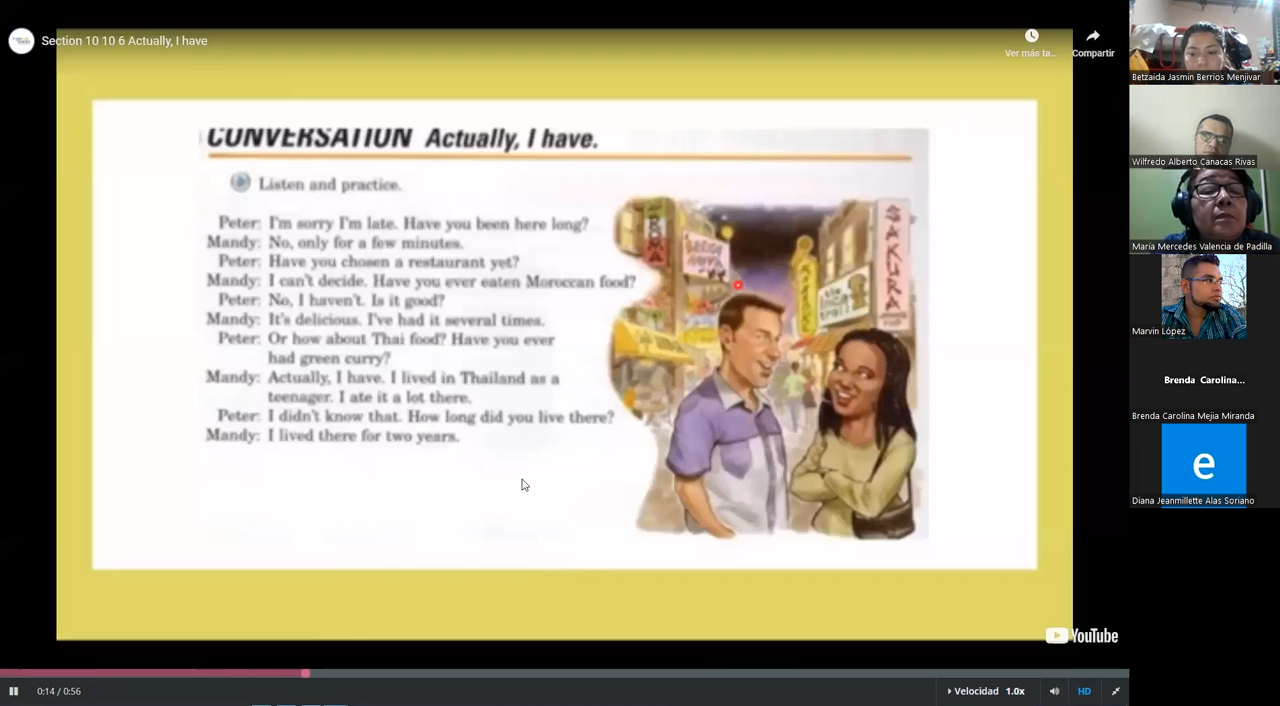 Section 10 10 6 Actually, I have
Ver más ta...
Compartir
CONVERSATION Actually, I have.
Listen and practice.
Peter: I'm sorry I'm late. Have you been here long?
Mandy: No, only for a few minutes.
Peter: Have you chosen a restaurant yet?
Mandy: I can't decide. Have you ever eaten Moroccan food?
Peter: No, I haven't. Is it good?
Mandy: It's delicious. I've had it several times.
Peter: Or how about Thai food? Have you ever
had green curry?
Mandy: Actually, I have. I lived in Thailand as a
teenager. I ate it a lot there.
Peter: I didn't know that. How long did you live there?
Mandy: I lived there for two years.
SAKURA
YouTube
0:14 / 0:56
Velocidad 1.0x
HD
Betzaida Jasmin Berrios Menjivar
Wilfredo Alberto Canacas Rivas
María Mercedes Valencia de Padilla
Marvin López
Brenda Carolina...
Brenda Carolina Mejia Miranda
e
Diana Jeanmillette Alas Soriano